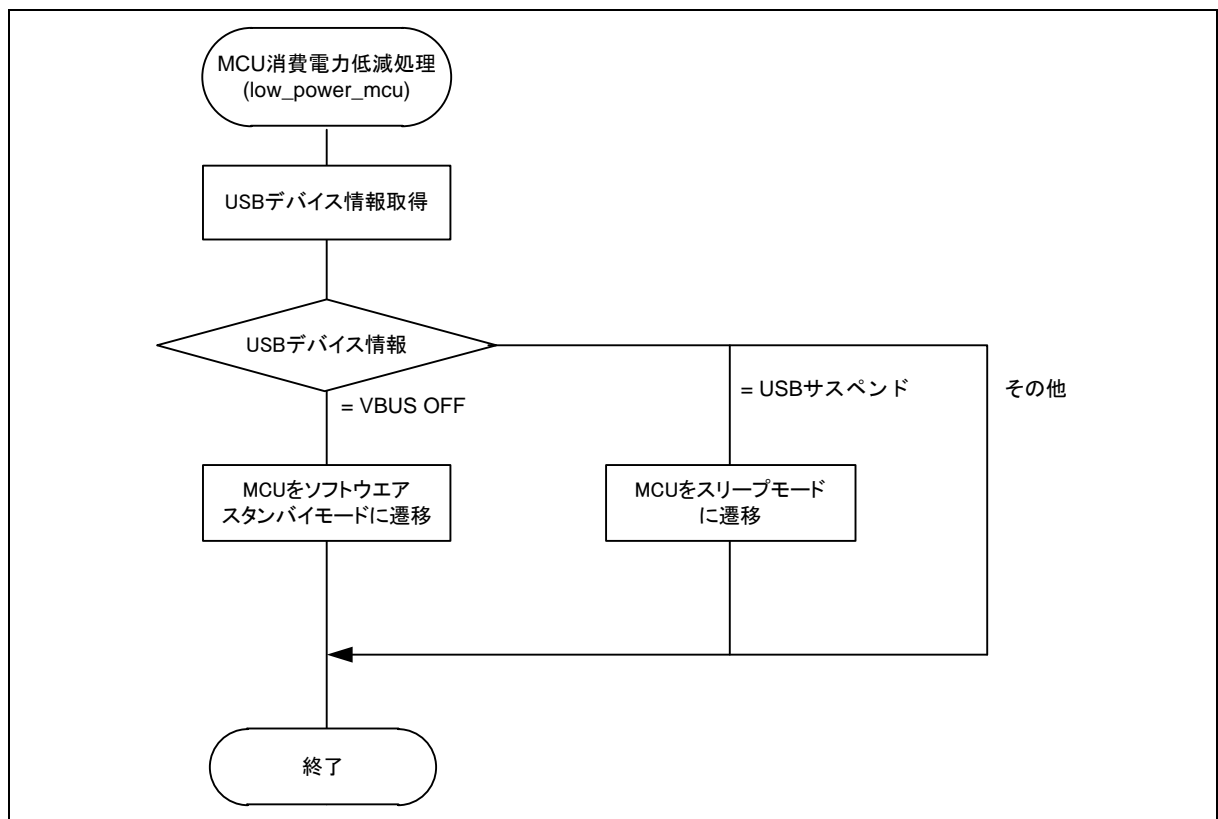 MCU消費電力低減処理
(low_power_mcu)
USBデバイス情報取得
USBデバイス情報
= VBUS OFF
= USBサスペンド
その他
MCUをソフトウエア
スタンバイモードに遷移
MCUをスリープモード
に遷移
終了